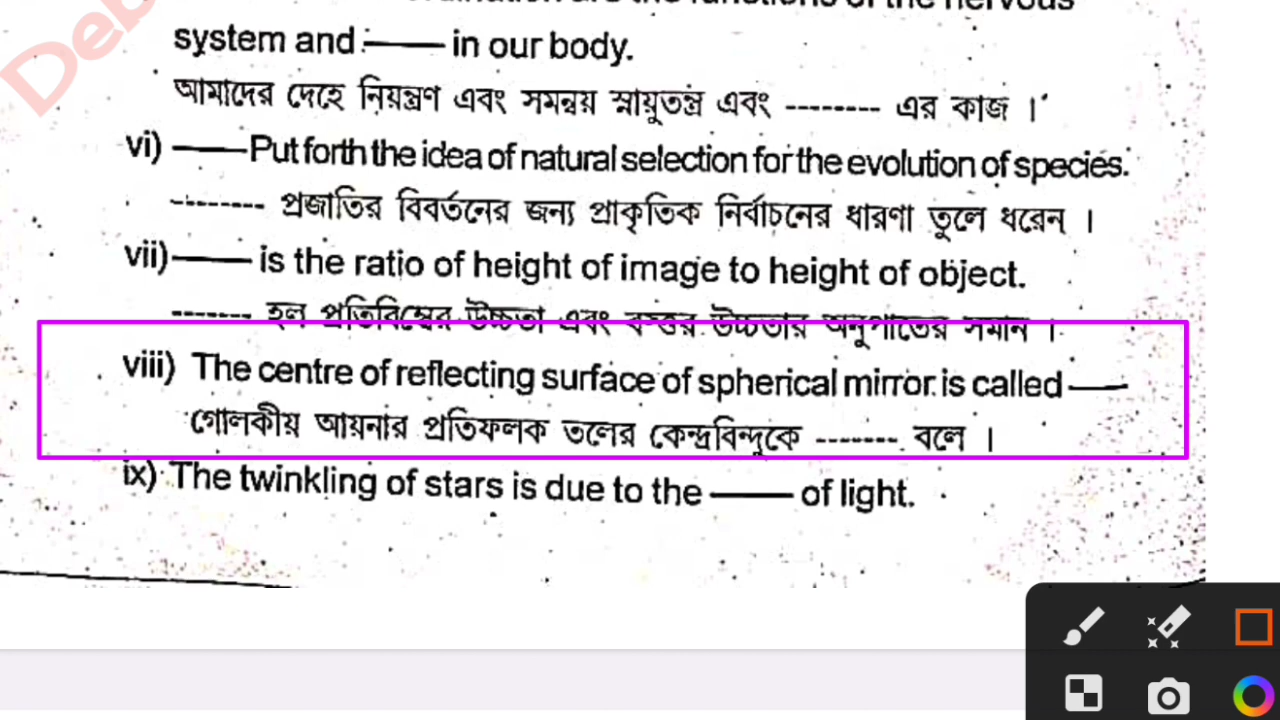 Deb
system and —— in our body.
আমাদের দেহে নিয়ন্ত্রণ এবং সমন্বয় স্নায়ুতন্ত্র এবং --------- এর কাজ ।
vi) —— Put forth the idea of natural selection for the evolution of species.
-------- প্রজাতির বিবর্তনের জন্য প্রাকৃতিক নির্বাচনের ধারণা তুলে ধরেন ।
vii) —— is the ratio of height of image to height of object.
------- হল প্রতিবিম্বের উচ্চতা এবং বস্তুর উচ্চতার অনুপাতের সমান ।
viii) The centre of reflecting surface of spherical mirror is called ——
গোলকীয় আয়নার প্রতিফলক তলের কেন্দ্রবিন্দুকে ------- বলে ।
ix) The twinkling of stars is due to the —— of light.